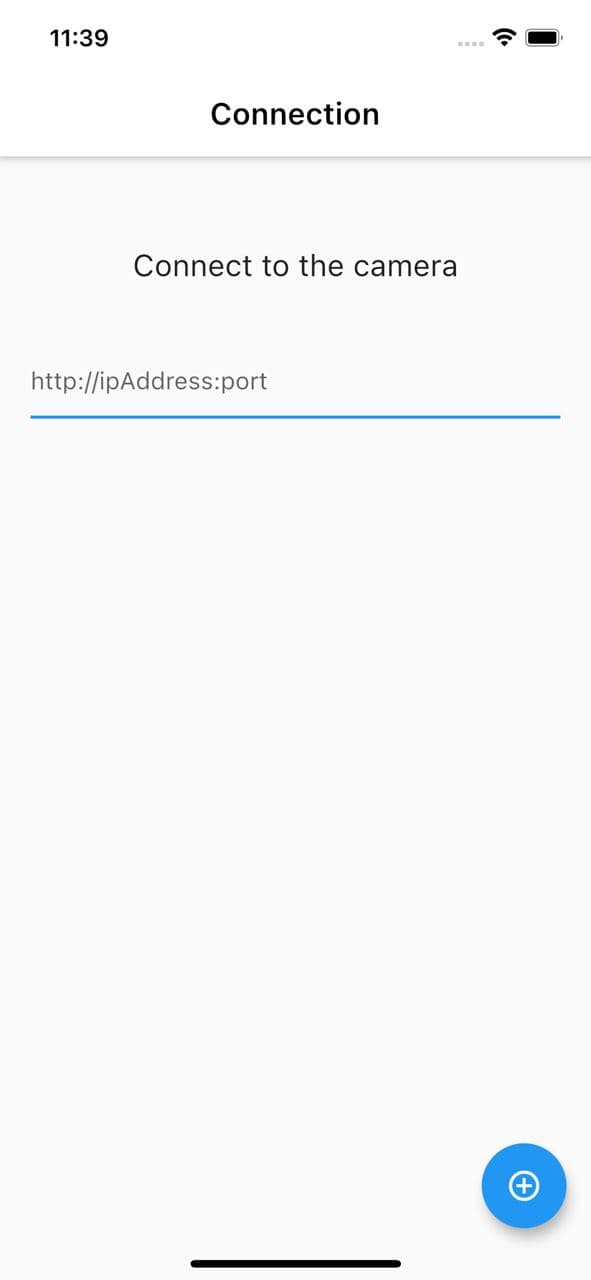 11:39
Connection
Connect to the camera
http://ipAddress:port